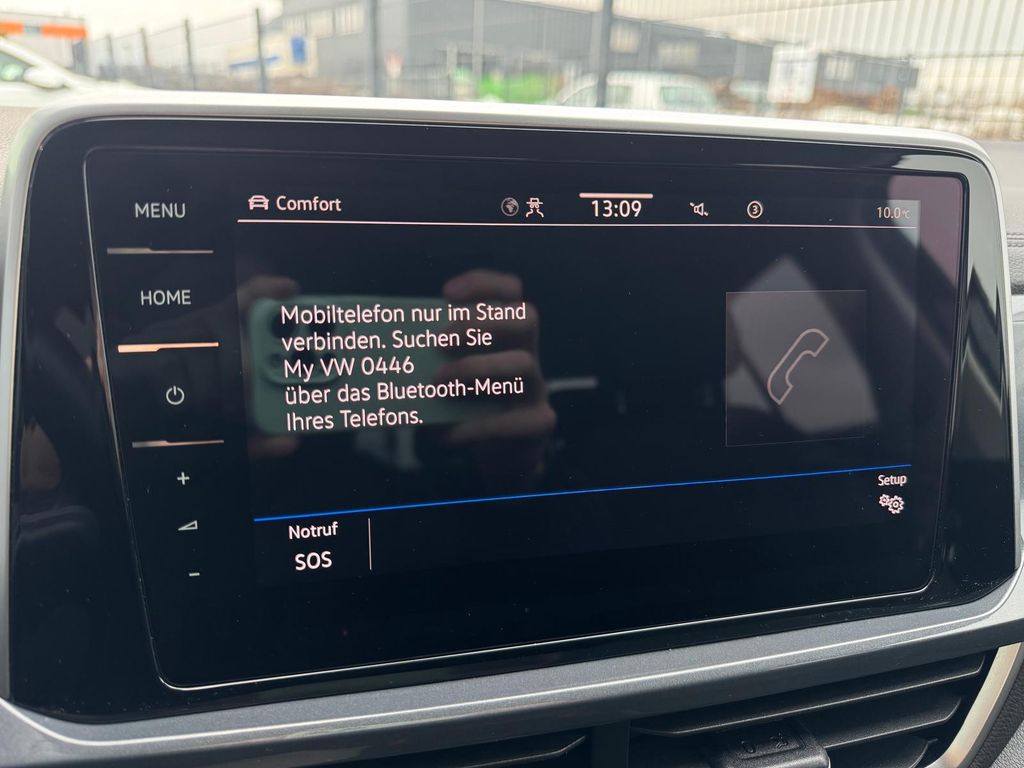 MENU
Comfort
13:09
3
10.0°C
HOME
Mobiltelefon nur im Stand
verbinden. Suchen Sie
My VW 0446
über das Bluetooth-Menü
Ihres Telefons.
+
-
Setup
Notruf
SOS